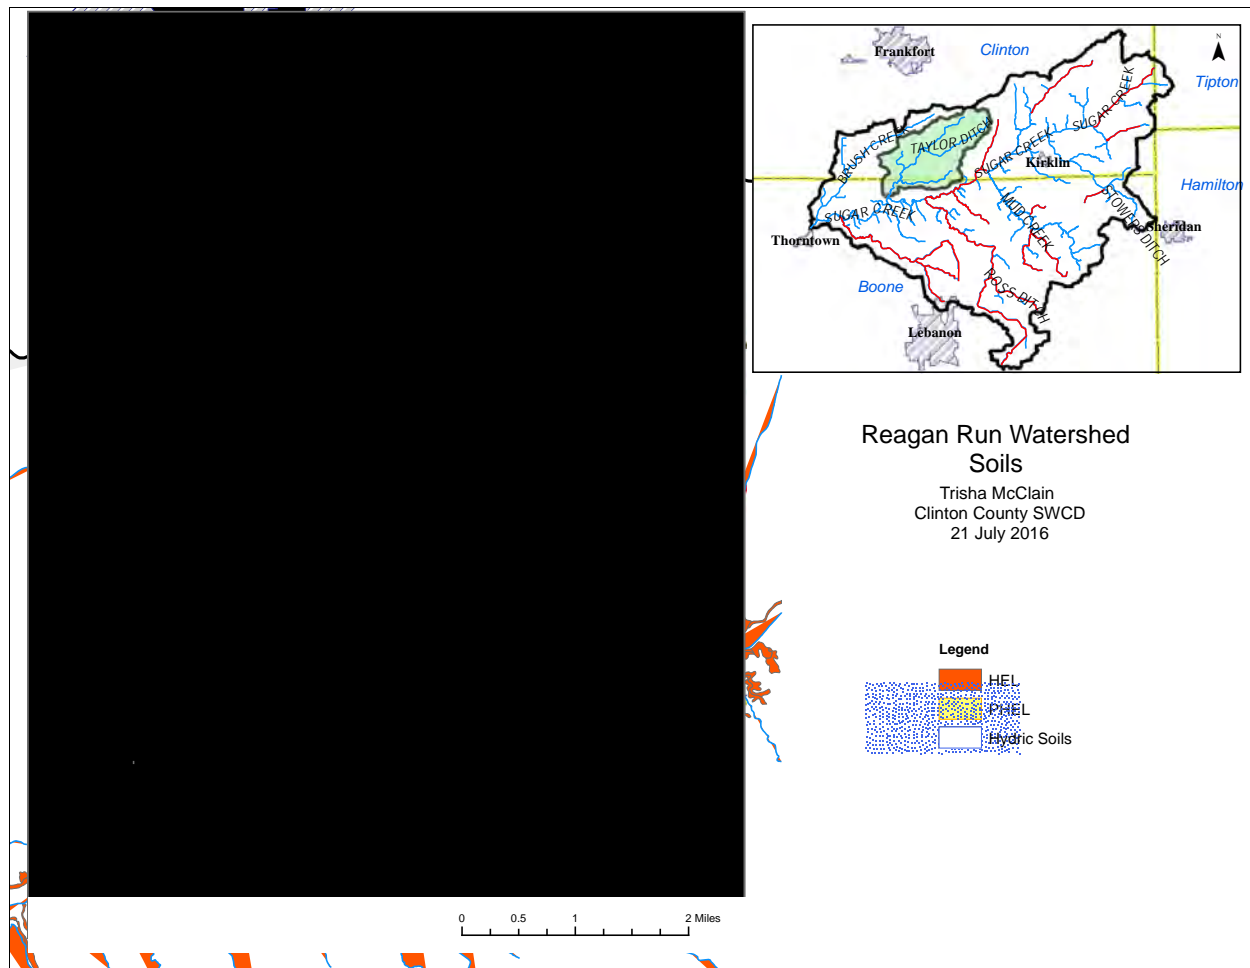 Frankfort
Clinton
N
Tipton
BRUSH CREEK
TAYLOR DITCH
SUGAR CREEK
SUGAR CREEK
Kirklin
Hamilton
SUGAR CREEK
MUD CREEK
STOWERS DITCH
Sheridan
Thorntown
Boone
ROSS DITCH
Lebanon
Reagan Run Watershed
Soils
Trisha McClain
Clinton County SWCD
21 July 2016
Legend
HEL
PHEL
Hydric Soils
0 0.5 1 2 Miles